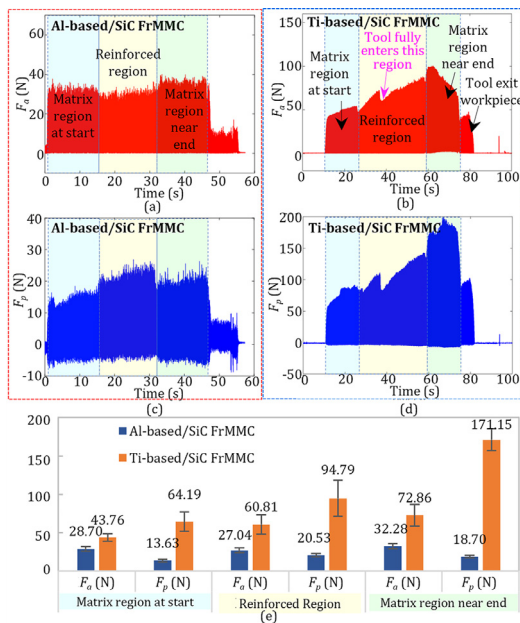 Al-based/SiC FrMMC
Reinforced
region
Matrix
region
at start
Matrix
region
near
end
Fa (N)
60
40
20
0
0 10 20 30 40 50 60
Time (s)
(a)
Ti-based/SiC FrMMC
Tool fully
enters this
region
Matrix
region
at start
Matrix
region
near end
Tool exit
workpiece
Reinforced region
Fa (N)
150
100
50
0
0 20 40 60 80 100
Time (s)
(b)
Al-based/SiC FrMMC
Fp (N)
40
30
20
10
0
-10
0 10 20 30 40 50 60
Time (s)
(c)
Ti-based/SiC FrMMC
Fp (N)
200
150
100
50
0
-50
0 20 40 60 80 100
Time (s)
(d)
200
150
100
50
0
Al-based/SiC FrMMC
Ti-based/SiC FrMMC
28.70 43.76 13.63 64.19 27.04 60.81 20.53 94.79 32.28 72.86 18.70 171.15
Fa (N) Fp (N) Fa (N) Fp (N) Fa (N) Fp (N)
Matrix region at start Reinforced Region Matrix region near end
(e)